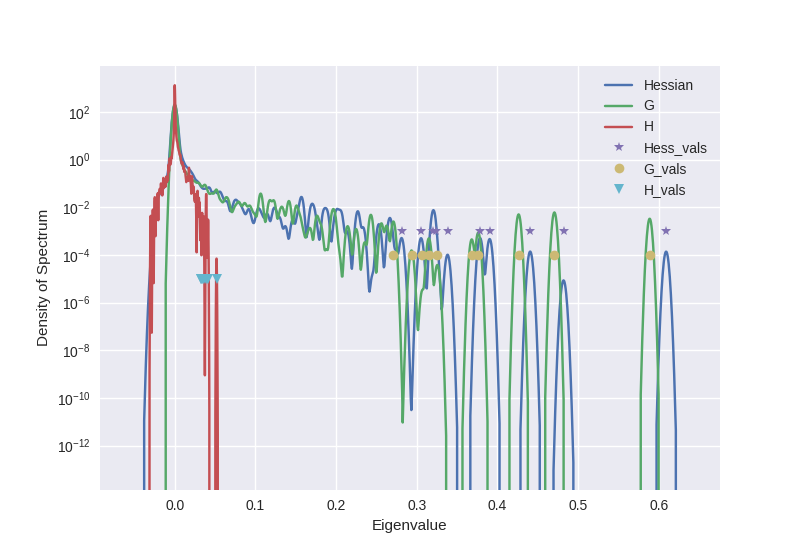 Hessian
G
H
Hess_vals
G_vals
H_vals
10^2
10^0
10^−2
10^−4
10^−6
10^−8
10^−10
10^−12
Density of Spectrum
0.0 0.1 0.2 0.3 0.4 0.5 0.6
Eigenvalue